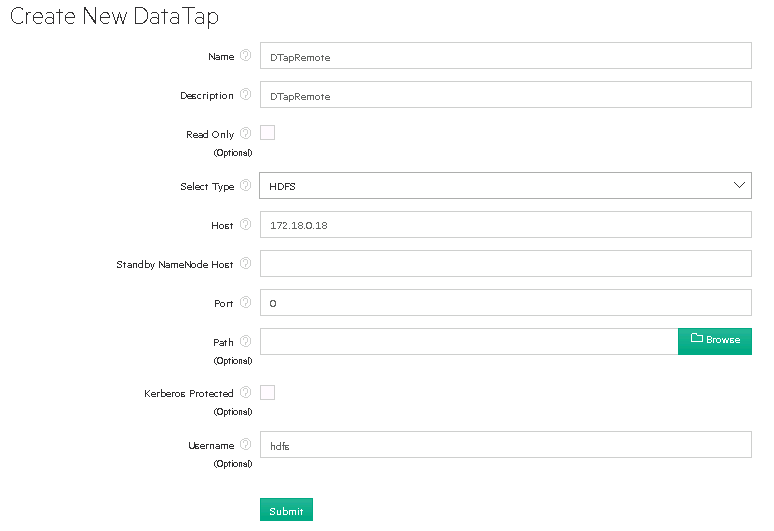 Create New DataTap
Name ? DTapRemote
Description ? DTapRemote
Read Only ?
(Optional)
Select Type ? HDFS
Host ? 172.18.0.18
Standby NameNode Host ?
Port ? 0
Path ? Browse
(Optional)
Kerberos Protected ?
(Optional)
Username ? hdfs
(Optional)
Submit